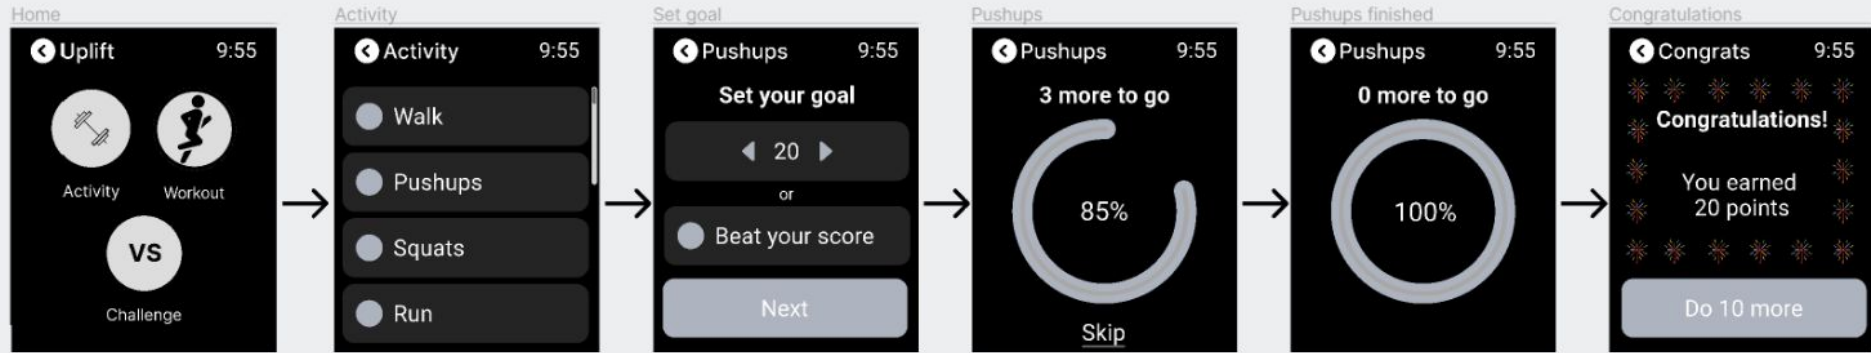 Home
Uplift 9:55
Activity Workout
VS
Challenge
Activity
Activity 9:55
Walk
Pushups
Squats
Run
Set goal
Pushups 9:55
Set your goal
20
or
Beat your score
Next
Pushups
Pushups 9:55
3 more to go
85%
Skip
Pushups finished
Pushups 9:55
0 more to go
100%
Congratulations
Congrats 9:55
Congratulations!
You earned
20 points
Do 10 more